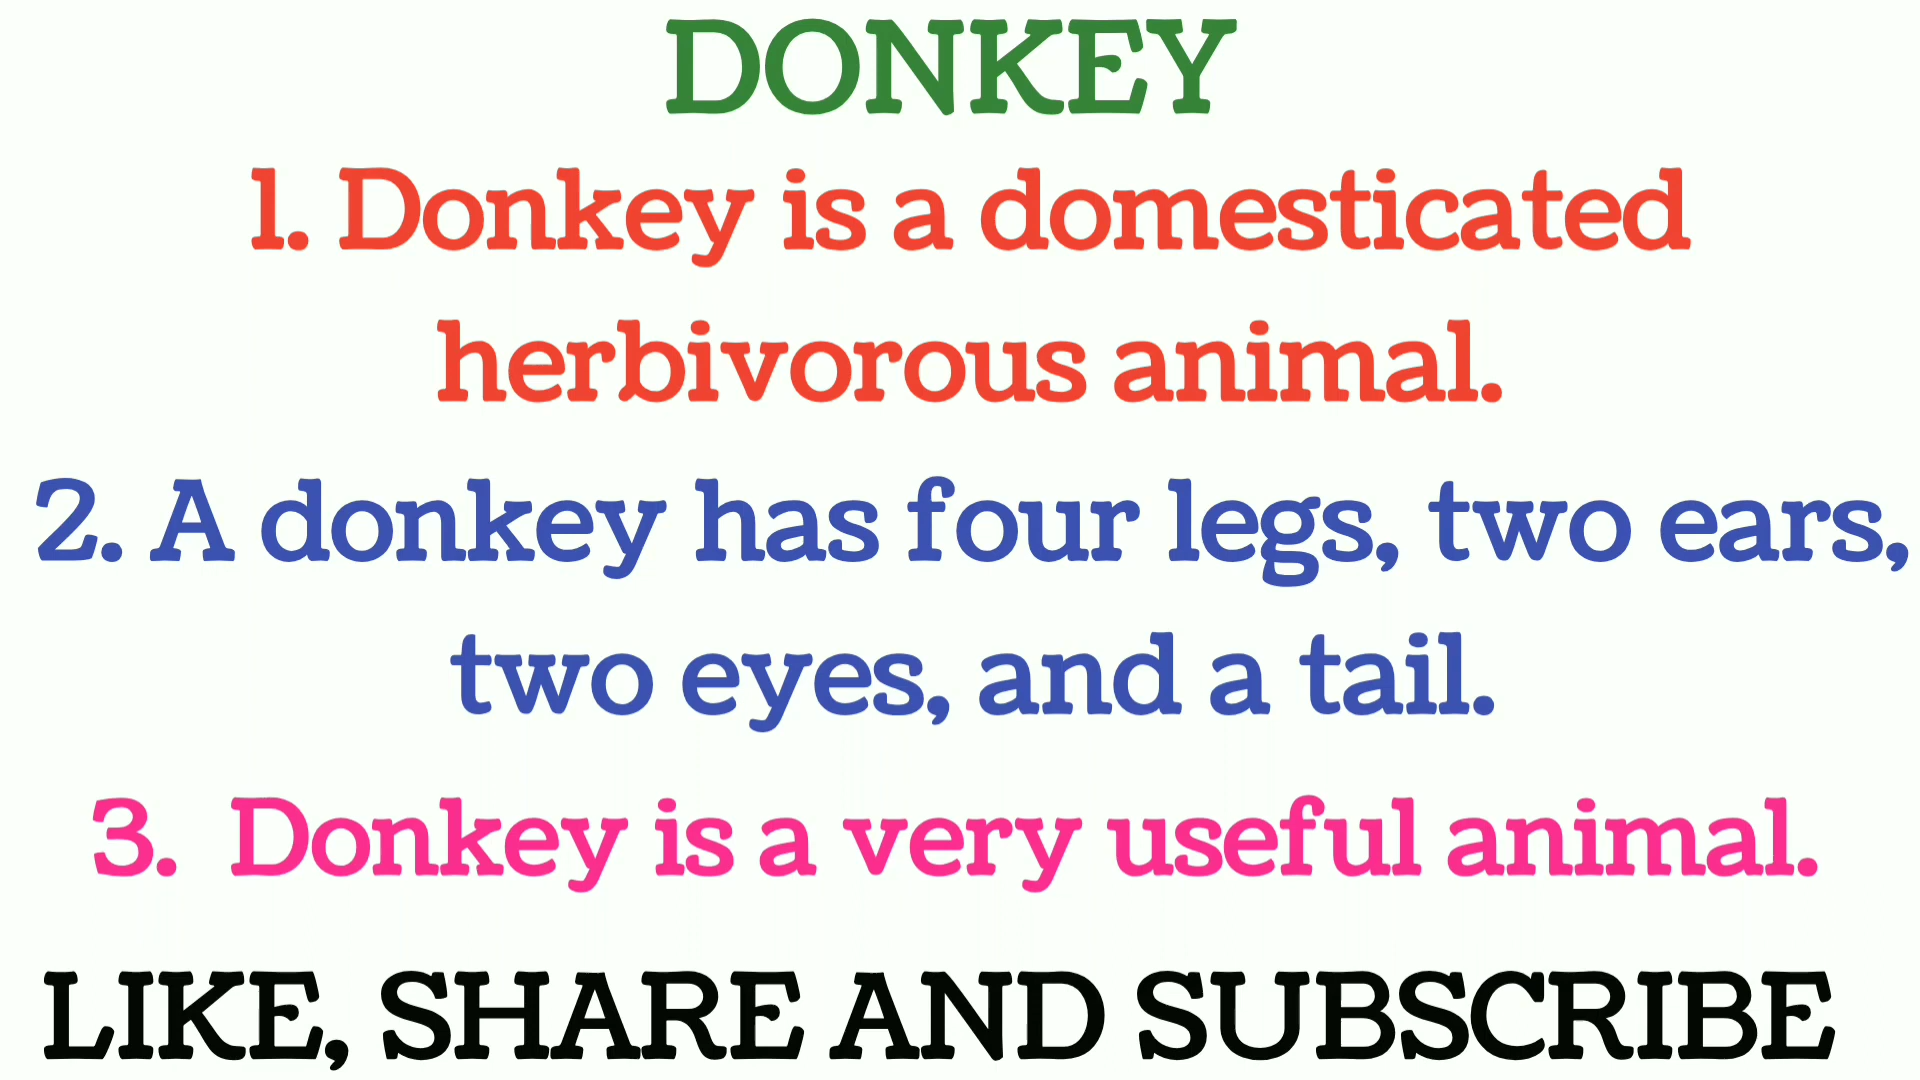 DONKEY
1. Donkey is a domesticated
herbivorous animal.
2. A donkey has four legs, two ears,
two eyes, and a tail.
3. Donkey is a very useful animal.
LIKE, SHARE AND SUBSCRIBE